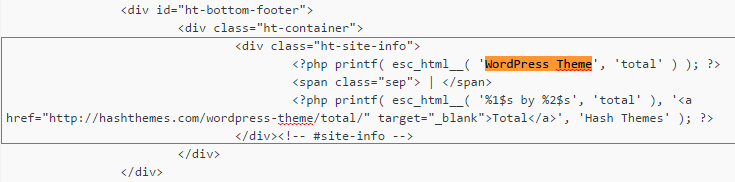 <div id="ht-bottom-footer">
<div class="ht-container">
<div class="ht-site-info">
<?php printf( esc_html__( 'WordPress Theme', 'total' ) ); ?>
<span class="sep"> | </span>
<?php printf( esc_html__( '%1$s by %2$s', 'total' ), '<a
href="http://hashthemes.com/wordpress-theme/total/" target="_blank">Total</a>', 'Hash Themes' ); ?>
</div><!-- #site-info -->
</div>
</div>